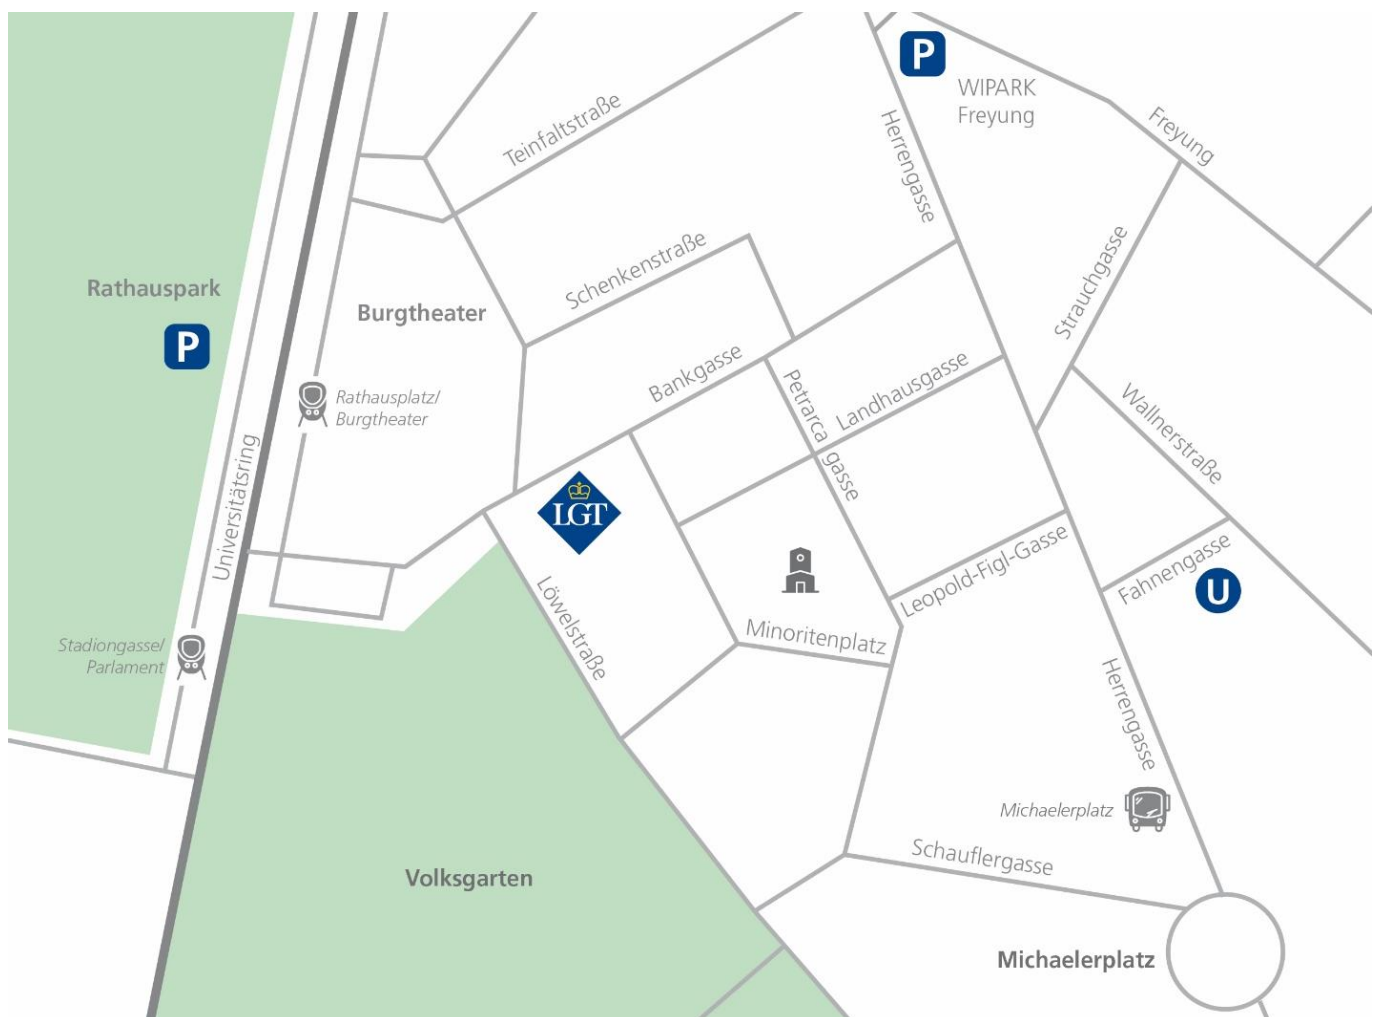 P
WIPARK
Freyung
Teinfaltstraße
Herrengasse
Freyung
Schenkenstraße
Strauchgasse
Rathauspark
Burgtheater
P
Bankgasse
Petrarca gasse
Landhausgasse
Wallnerstraße
Rathausplatz/
Burgtheater
Universitätsring
LGT
Löwelstraße
Leopold-Figl-Gasse
Fahnengasse
U
Minoritenplatz
Stadiongasse/
Parlament
Herrengasse
Michaelerplatz
Schauflergasse
Volksgarten
Michaelerplatz